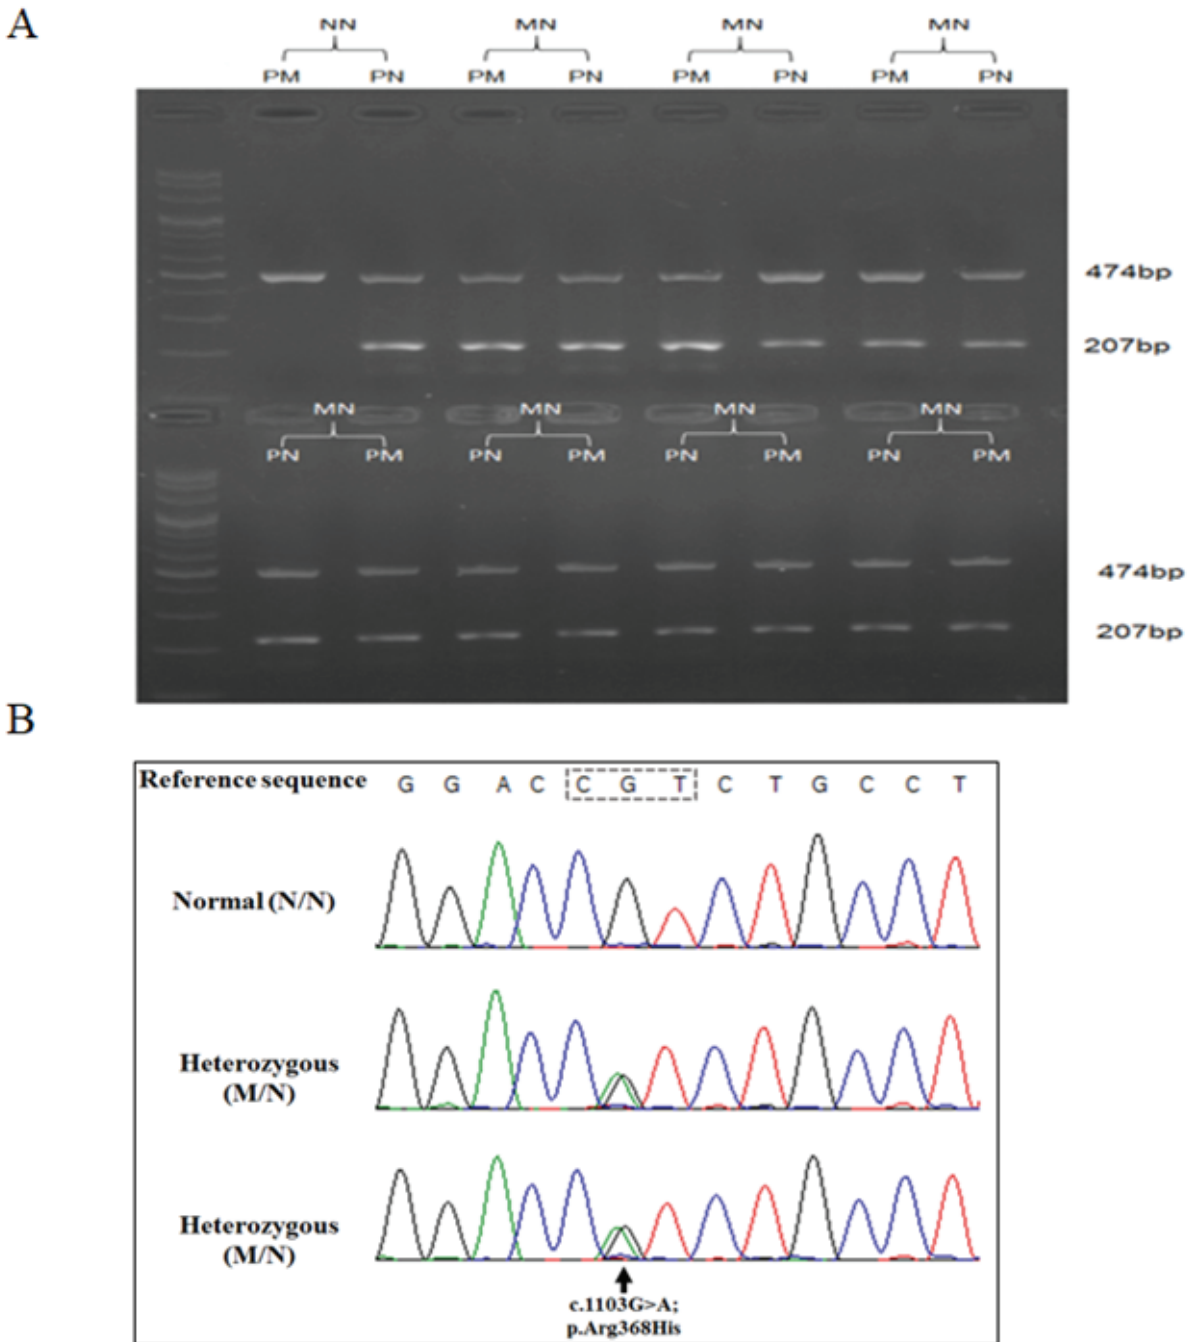 A
NN MN MN MN
PM PN PM PN PM PN PM PN
474bp
207bp
MN MN MN MN
PN PM PN PM PN PM PN PM
474bp
207bp
B
Reference sequence G G A C C G T C T G C C T
Normal (N/N)
Heterozygous
(M/N)
Heterozygous
(M/N)
c.1103G>A;
p.Arg368His